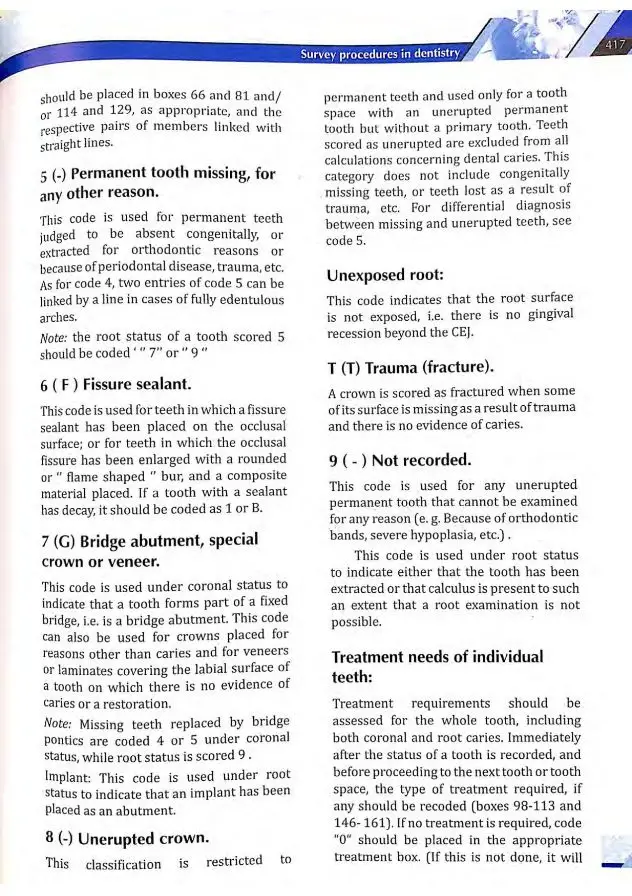 Survey procedures in dentistry
417
should be placed in boxes 66 and 81 and/
or 114 and 129, as appropriate, and the
respective pairs of members linked with
straight lines.
5 (-) Permanent tooth missing, for
any other reason.
This code is used for permanent teeth
judged to be absent congenitally, or
extracted for orthodontic reasons or
because of periodontal disease, trauma, etc.
As for code 4, two entries of code 5 can be
linked by a line in cases of fully edentulous
arches.
Note: the root status of a tooth scored 5
should be coded ' " 7" or " 9 "
6 ( F ) Fissure sealant.
This code is used for teeth in which a fissure
sealant has been placed on the occlusal
surface; or for teeth in which the occlusal
fissure has been enlarged with a rounded
or " flame shaped " bur, and a composite
material placed. If a tooth with a sealant
has decay, it should be coded as 1 or B.
7 (G) Bridge abutment, special
crown or veneer.
This code is used under coronal status to
indicate that a tooth forms part of a fixed
bridge, i.e. is a bridge abutment. This code
can also be used for crowns placed for
reasons other than caries and for veneers
or laminates covering the labial surface of
a tooth on which there is no evidence of
caries or a restoration.
Note: Missing teeth replaced by bridge
pontics are coded 4 or 5 under coronal
status, while root status is scored 9 .
Implant: This code is used under root
status to indicate that an implant has been
placed as an abutment.
8 (-) Unerupted crown.
This classification is restricted to
permanent teeth and used only for a tooth
space with an unerupted permanent
tooth but without a primary tooth. Teeth
scored as unerupted are excluded from all
calculations concerning dental caries. This
category does not include congenitally
missing teeth, or teeth lost as a result of
trauma, etc. For differential diagnosis
between missing and unerupted teeth, see
code 5.
Unexposed root:
This code indicates that the root surface
is not exposed, i.e. there is no gingival
recession beyond the CEJ.
T (T) Trauma (fracture).
A crown is scored as fractured when some
of its surface is missing as a result of trauma
and there is no evidence of caries.
9 ( - ) Not recorded.
This code is used for any unerupted
permanent tooth that cannot be examined
for any reason (e. g. Because of orthodontic
bands, severe hypoplasia, etc.) .
This code is used under root status
to indicate either that the tooth has been
extracted or that calculus is present to such
an extent that a root examination is not
possible.
Treatment needs of individual
teeth:
Treatment requirements should be
assessed for the whole tooth, including
both coronal and root caries. Immediately
after the status of a tooth is recorded, and
before proceeding to the next tooth or tooth
space, the type of treatment required, if
any should be recoded (boxes 98-113 and
146- 161). If no treatment is required, code
"0" should be placed in the appropriate
treatment box. (If this is not done, it will